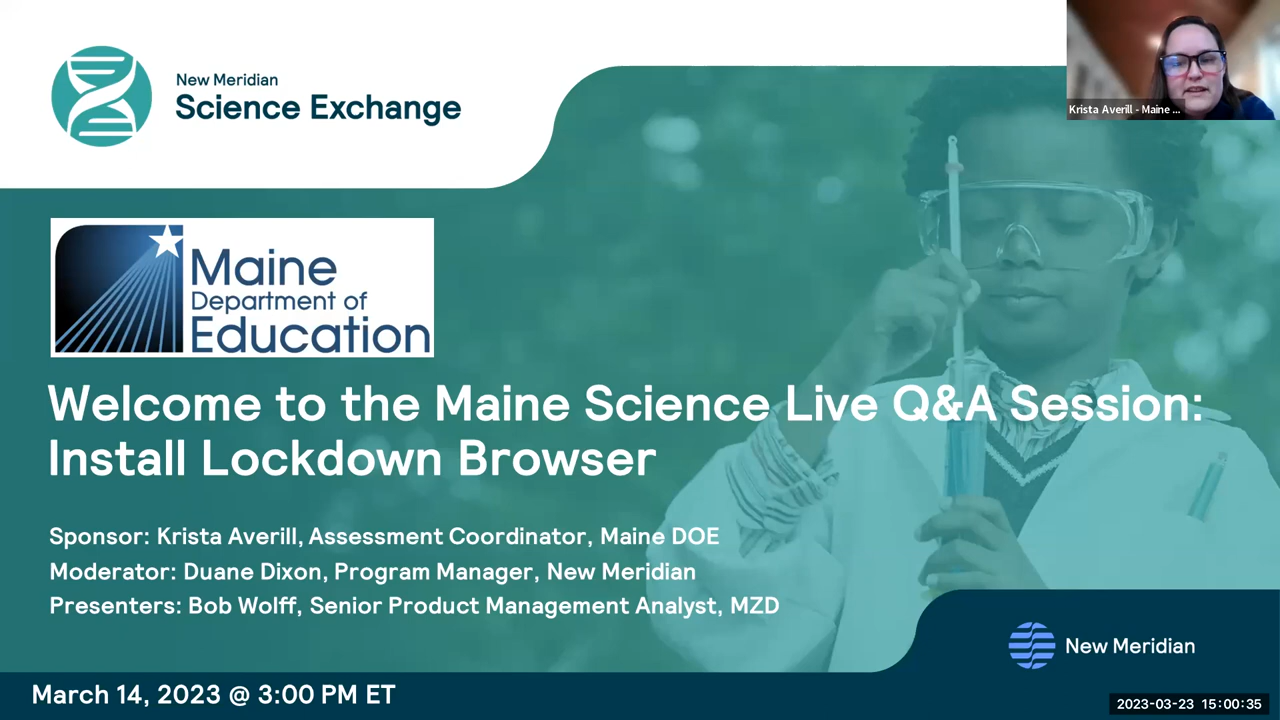 New Meridian
Science Exchange
Krista Averill - Maine ...
Maine
Department of
Education
Welcome to the Maine Science Live Q&A Session:
Install Lockdown Browser
Sponsor: Krista Averill, Assessment Coordinator, Maine DOE
Moderator: Duane Dixon, Program Manager, New Meridian
Presenters: Bob Wolff, Senior Product Management Analyst, MZD
New Meridian
March 14, 2023 @ 3:00 PM ET
2023-03-23 15:00:35